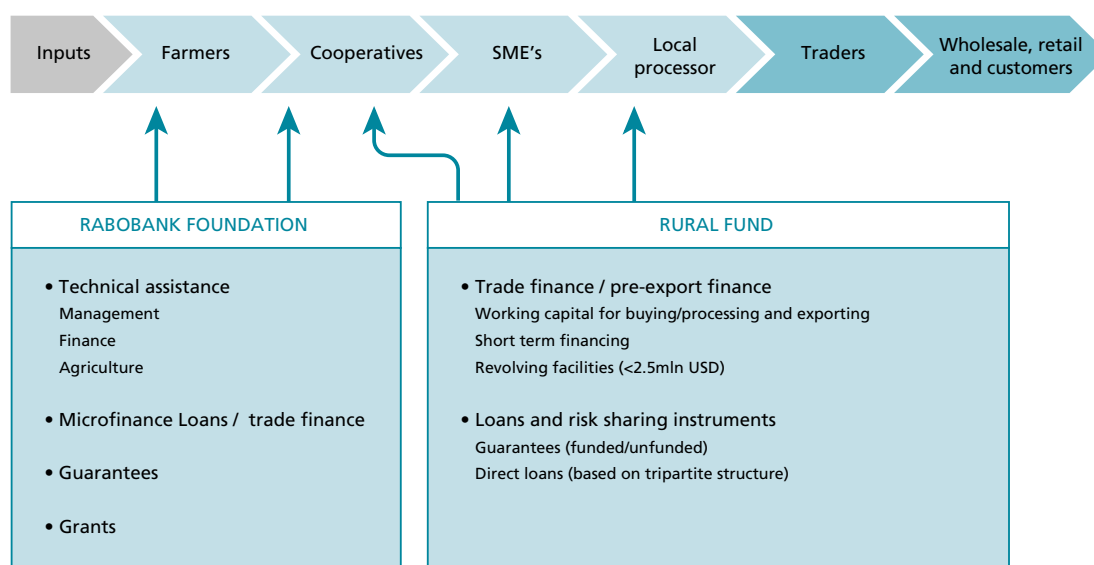 Inputs
Farmers
Cooperatives
SME's
Local
processor
Traders
Wholesale, retail
and customers
RABOBANK FOUNDATION
• Technical assistance
Management
Finance
Agriculture
• Microfinance Loans / trade finance
• Guarantees
• Grants
RURAL FUND
• Trade finance / pre-export finance
Working capital for buying/processing and exporting
Short term financing
Revolving facilities (<2.5mln USD)
• Loans and risk sharing instruments
Guarantees (funded/unfunded)
Direct loans (based on tripartite structure)